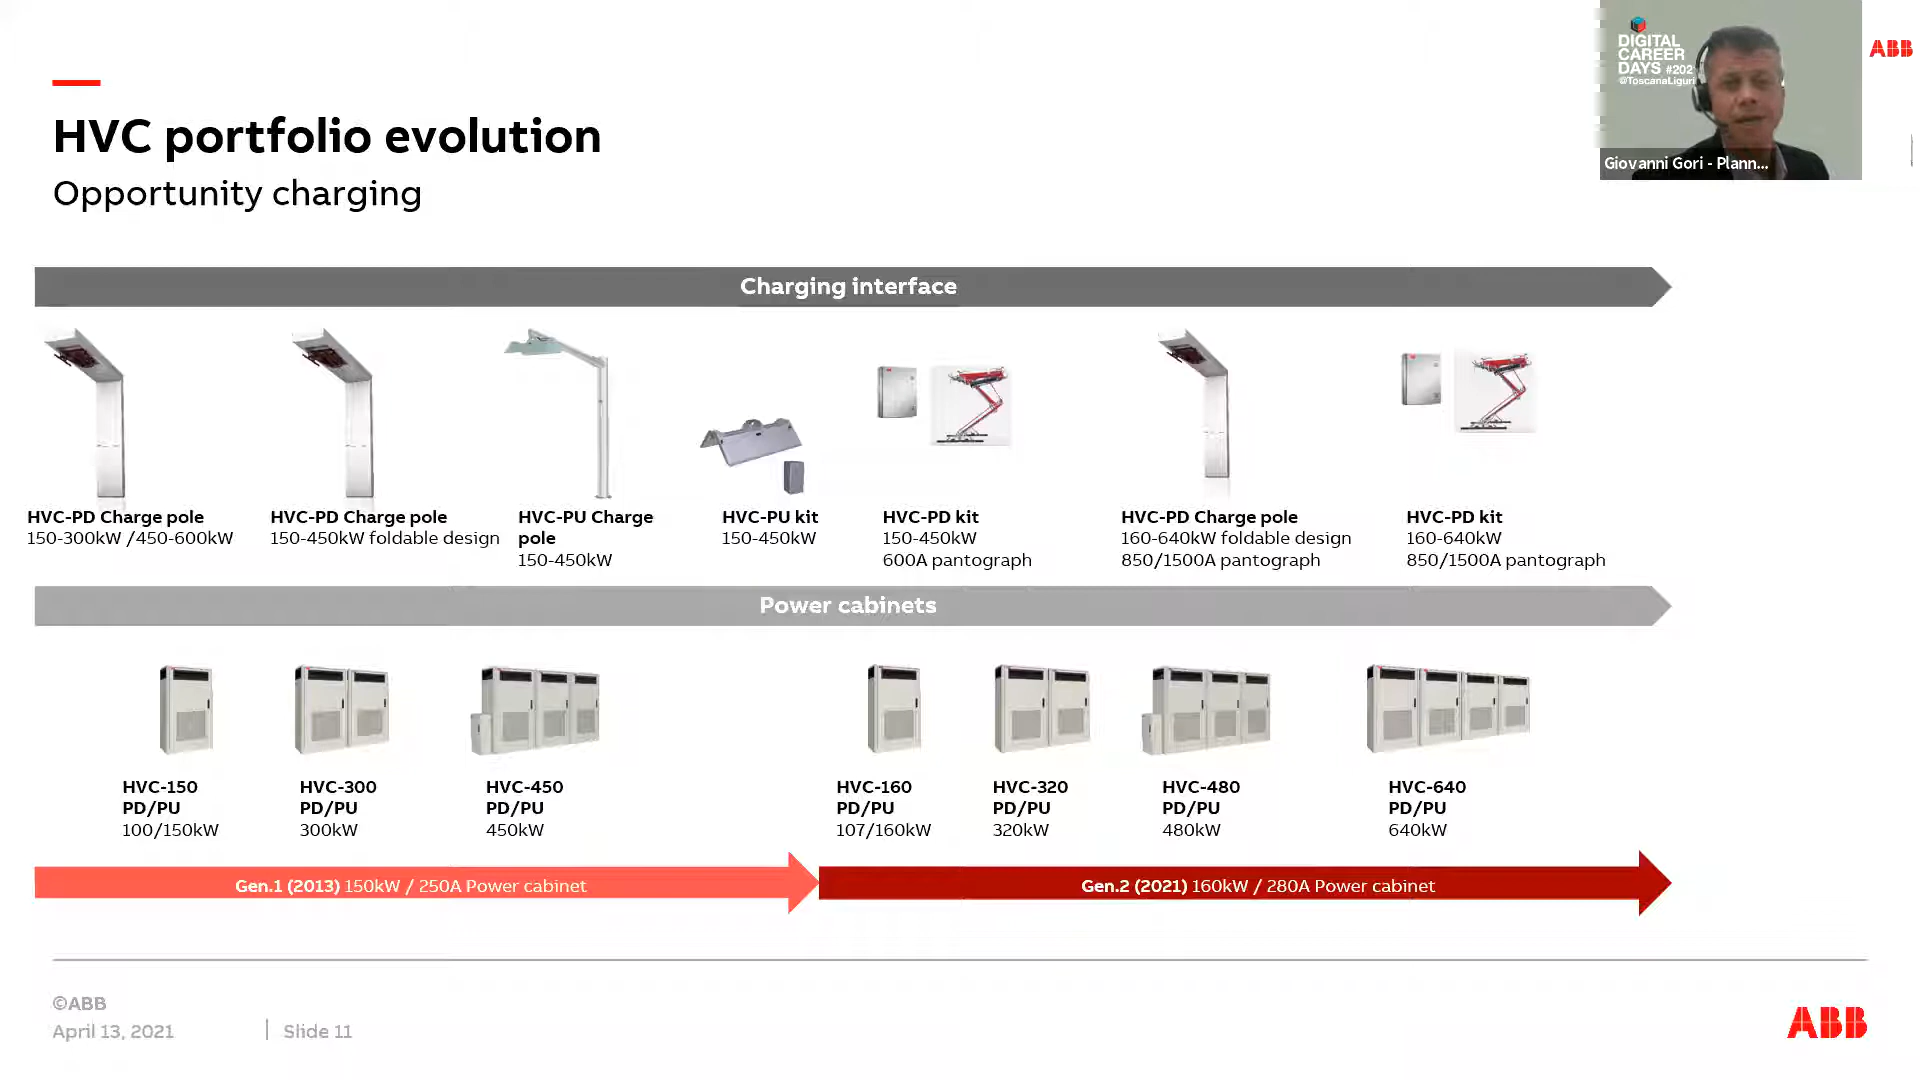 HVC portfolio evolution
Opportunity charging
DIGITAL
CAREER
DAYS #202
@ToscanaLiguri
Giovanni Gori - Plann...
ABB
Charging interface
HVC-PD Charge pole
150-300kW /450-600kW
HVC-PD Charge pole
150-450kW foldable design
HVC-PU Charge
pole
150-450kW
HVC-PU kit
150-450kW
HVC-PD kit
150-450kW
600A pantograph
HVC-PD Charge pole
160-640kW foldable design
850/1500A pantograph
HVC-PD kit
160-640kW
850/1500A pantograph
Power cabinets
HVC-150
PD/PU
100/150kW
HVC-300
PD/PU
300kW
HVC-450
PD/PU
450kW
HVC-160
PD/PU
107/160kW
HVC-320
PD/PU
320kW
HVC-480
PD/PU
480kW
HVC-640
PD/PU
640kW
Gen.1 (2013) 150kW / 250A Power cabinet
Gen.2 (2021) 160kW / 280A Power cabinet
©ABB
April 13, 2021
Slide 11
ABB